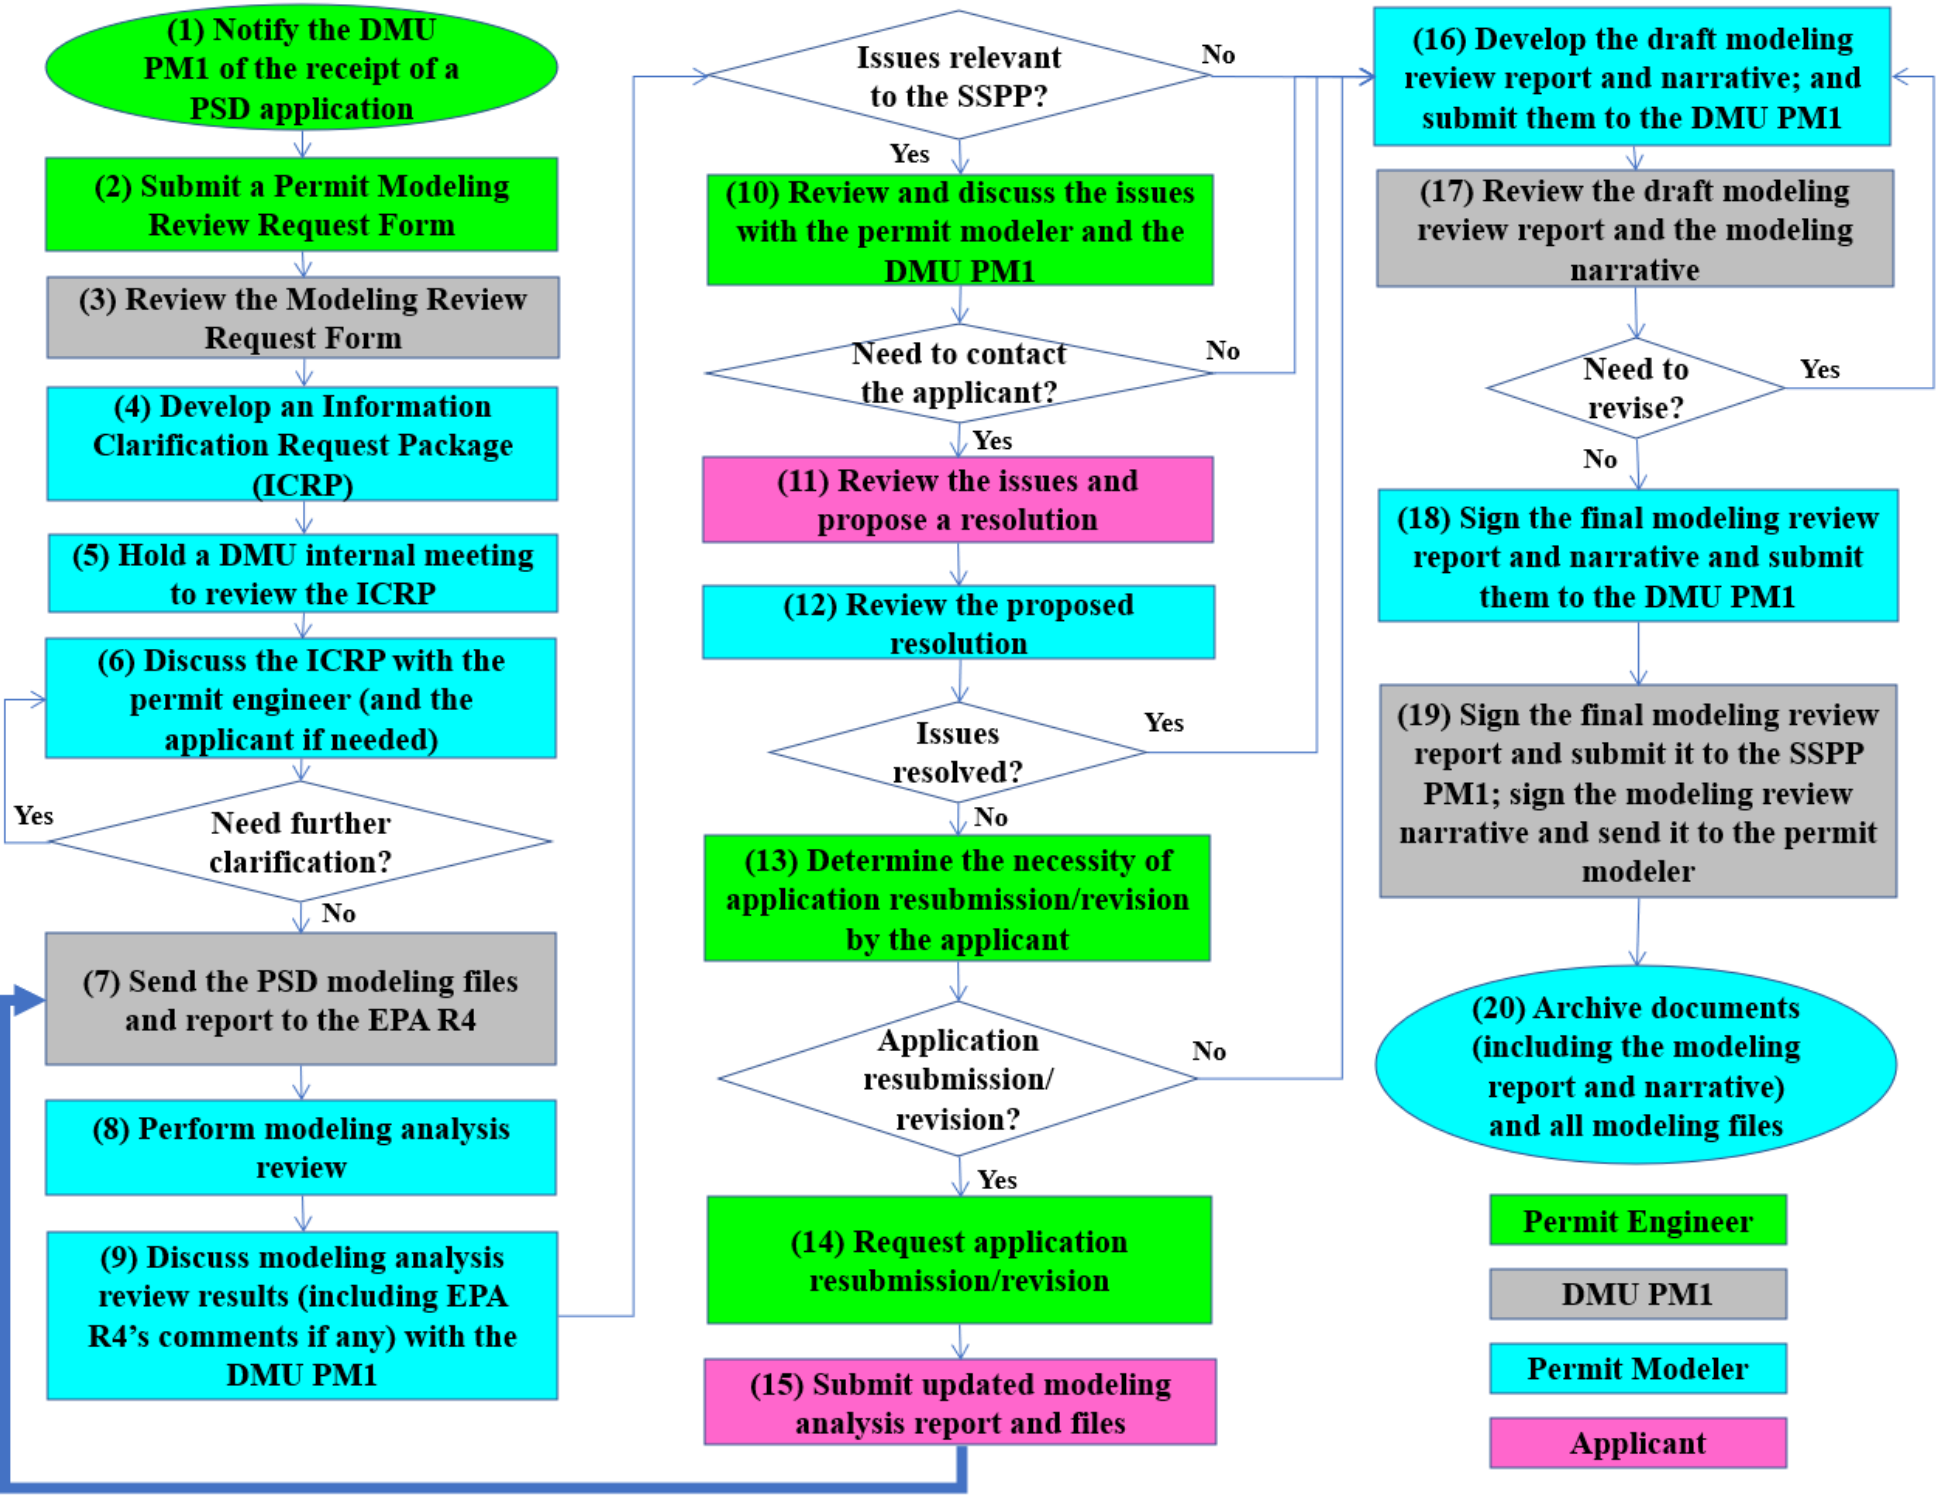 (1) Notify the DMU
PM1 of the receipt of a
PSD application
(2) Submit a Permit Modeling
Review Request Form
(3) Review the Modeling Review
Request Form
(4) Develop an Information
Clarification Request Package
(ICRP)
(5) Hold a DMU internal meeting
to review the ICRP
(6) Discuss the ICRP with the
permit engineer (and the
applicant if needed)
Yes
Need further
clarification?
No
(7) Send the PSD modeling files
and report to the EPA R4
(8) Perform modeling analysis
review
(9) Discuss modeling analysis
review results (including EPA
R4’s comments if any) with the
DMU PM1
Issues relevant
to the SSPP?
No
Yes
(10) Review and discuss the issues
with the permit modeler and the
DMU PM1
Need to contact
the applicant?
No
Yes
(11) Review the issues and
propose a resolution
(12) Review the proposed
resolution
Issues
resolved?
Yes
No
(13) Determine the necessity of
application resubmission/revision
by the applicant
Application
resubmission/
revision?
No
Yes
(14) Request application
resubmission/revision
(15) Submit updated modeling
analysis report and files
(16) Develop the draft modeling
review report and narrative; and
submit them to the DMU PM1
(17) Review the draft modeling
review report and the modeling
narrative
Need to
revise?
Yes
No
(18) Sign the final modeling review
report and narrative and submit
them to the DMU PM1
(19) Sign the final modeling review
report and submit it to the SSPP
PM1; sign the modeling review
narrative and send it to the permit
modeler
(20) Archive documents
(including the modeling
report and narrative)
and all modeling files
Permit Engineer
DMU PM1
Permit Modeler
Applicant